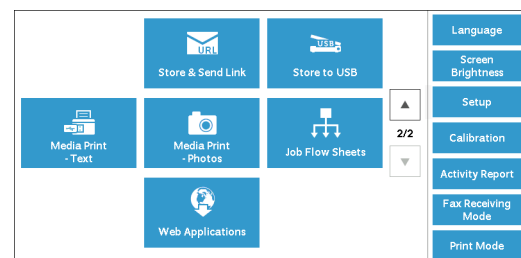 URL
Store & Send Link
USB
Store to USB
Media Print
- Text
Media Print
- Photos
Job Flow Sheets
Web Applications
2/2
Language
Screen
Brightness
Setup
Calibration
Activity Report
Fax Receiving
Mode
Print Mode